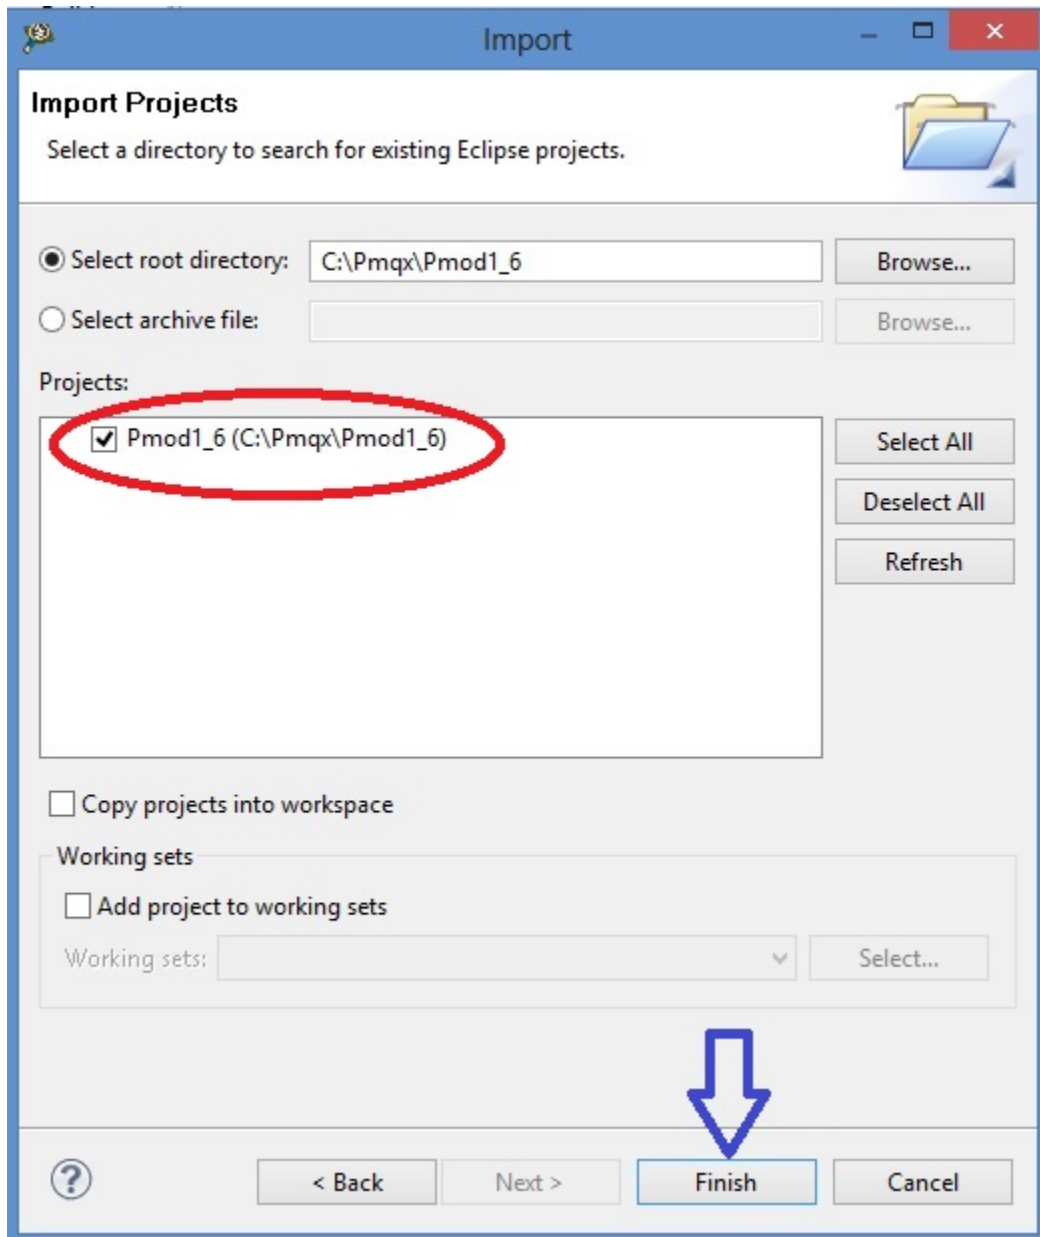 Import
Import Projects
Select a directory to search for existing Eclipse projects.
Select root directory: C:\Pmqx\Pmod1_6 Browse...
Select archive file: Browse...
Projects:
Pmod1_6 (C:\Pmqx\Pmod1_6)
Select All
Deselect All
Refresh
Copy projects into workspace
Working sets
Add project to working sets
Working sets: Select...
? < Back Next > Finish Cancel